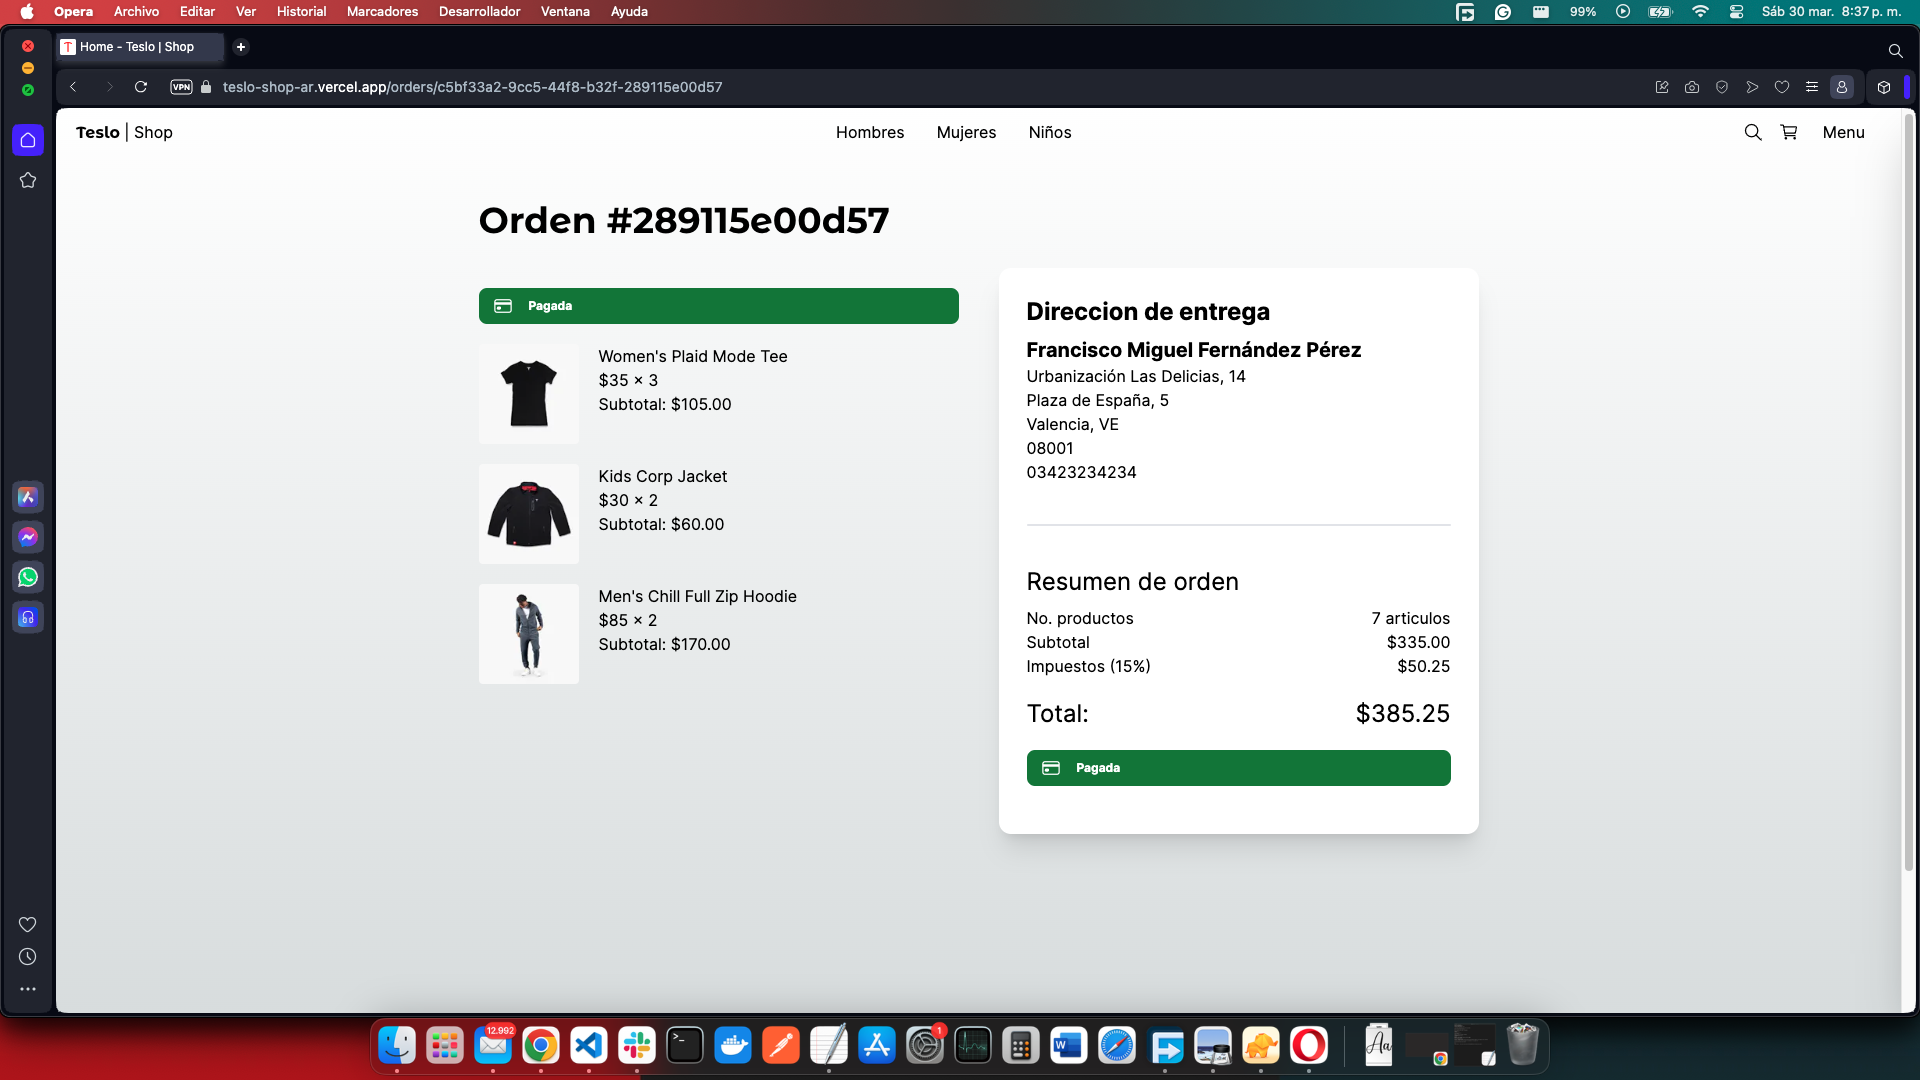 Opera Archivo Editar Ver Historial Marcadores Desarrollador Ventana Ayuda 99% Sáb 30 mar. 8:37 p. m.
T Home - Teslo | Shop
VPN teslo-shop-ar.vercel.app/orders/c5bf33a2-9cc5-44f8-b32f-289115e00d57
Teslo | Shop Hombres Mujeres Niños Menu
Orden #289115e00d57
Pagada
Women's Plaid Mode Tee
$35 × 3
Subtotal: $105.00
Kids Corp Jacket
$30 × 2
Subtotal: $60.00
Men's Chill Full Zip Hoodie
$85 × 2
Subtotal: $170.00
Direccion de entrega
Francisco Miguel Fernández Pérez
Urbanización Las Delicias, 14
Plaza de España, 5
Valencia, VE
08001
03423234234
Resumen de orden
No. productos 7 articulos
Subtotal $335.00
Impuestos (15%) $50.25
Total: $385.25
Pagada
12.992
1
W
Aa